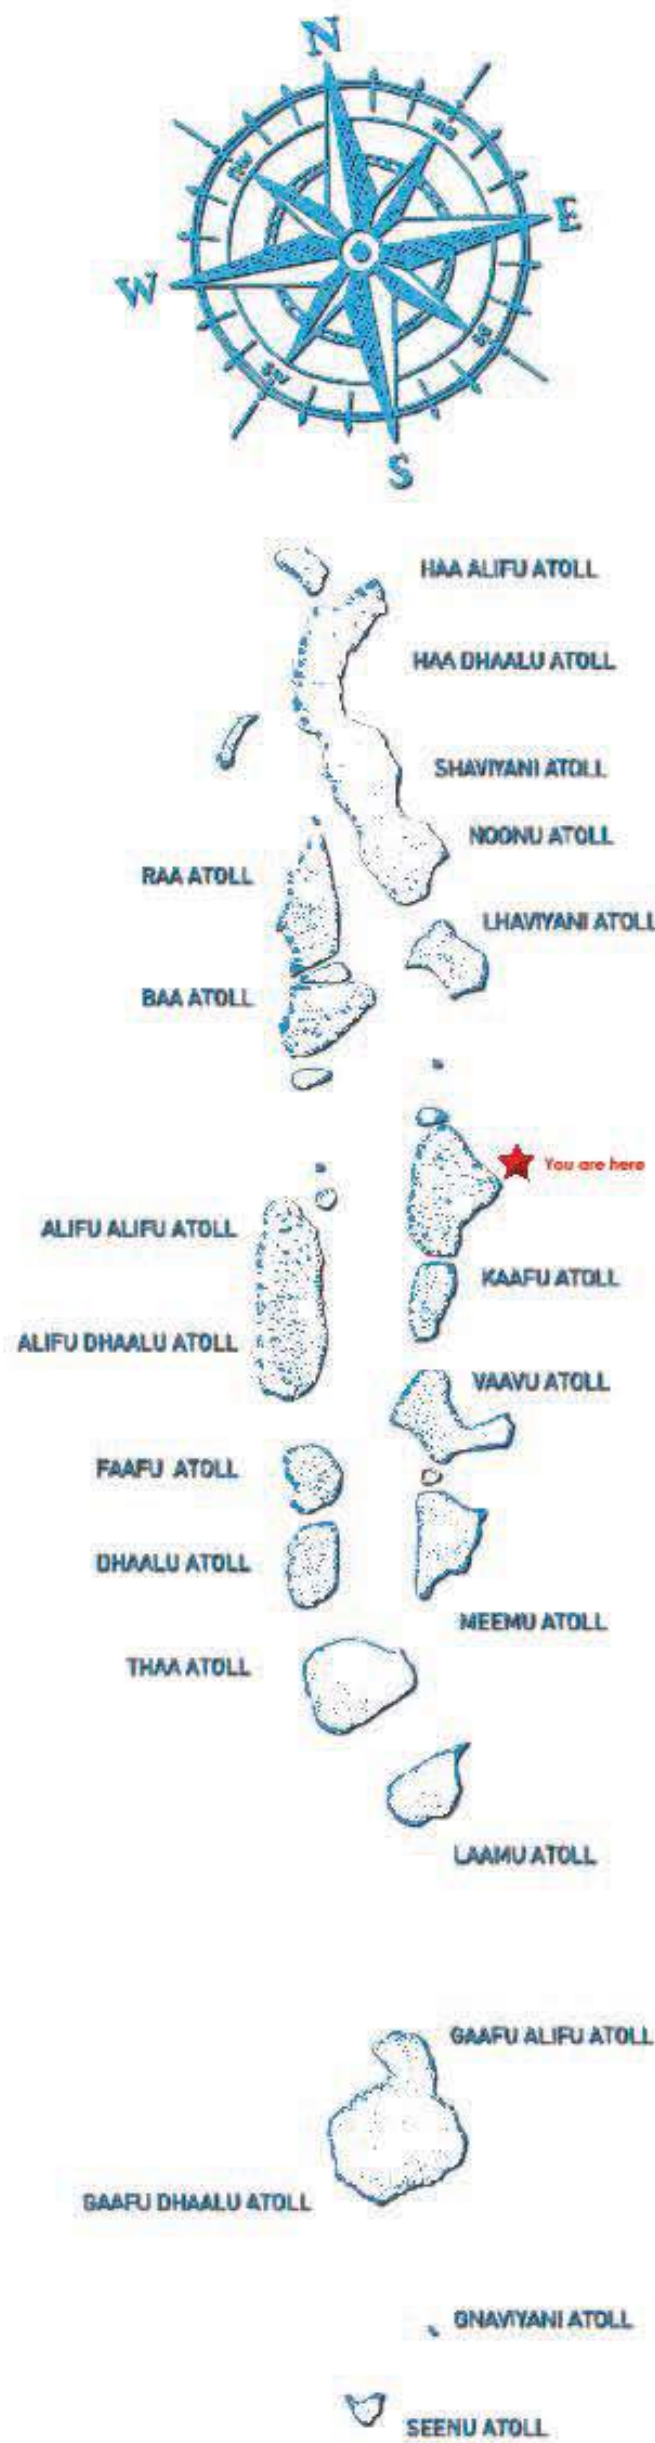 N
E
W
S
HAA ALIFU ATOLL
HAA DHAALU ATOLL
SHAVIYANI ATOLL
NOONU ATOLL
RAA ATOLL
LHAVIYANI ATOLL
BAA ATOLL
You are here
ALIFU ALIFU ATOLL
KAAFU ATOLL
ALIFU DHAALU ATOLL
VAAVU ATOLL
FAAFU ATOLL
DHAALU ATOLL
MEEMU ATOLL
THAA ATOLL
LAAMU ATOLL
GAAFU ALIFU ATOLL
GAAFU DHAALU ATOLL
GNAVIYANI ATOLL
SEENU ATOLL